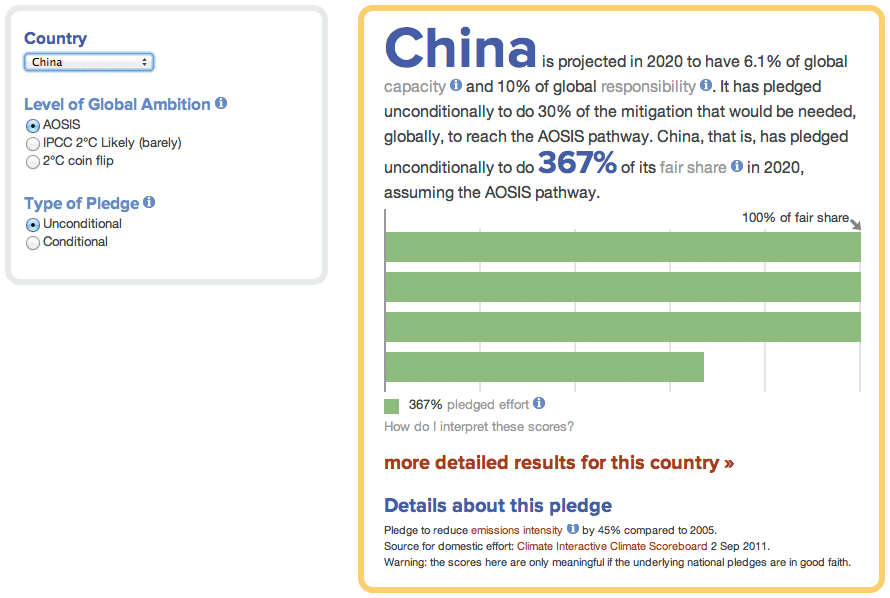 Country
China
Level of Global Ambition
AOSIS
IPCC 2°C Likely (barely)
2°C coin flip
Type of Pledge
Unconditional
Conditional
China is projected in 2020 to have 6.1% of global
capacity and 10% of global responsibility. It has pledged
unconditionally to do 30% of the mitigation that would be needed,
globally, to reach the AOSIS pathway. China, that is, has pledged
unconditionally to do 367% of its fair share in 2020,
assuming the AOSIS pathway.
100% of fair share
367% pledged effort
How do I interpret these scores?
more detailed results for this country »
Details about this pledge
Pledge to reduce emissions intensity by 45% compared to 2005.
Source for domestic effort: Climate Interactive Climate Scoreboard 2 Sep 2011.
Warning: the scores here are only meaningful if the underlying national pledges are in good faith.